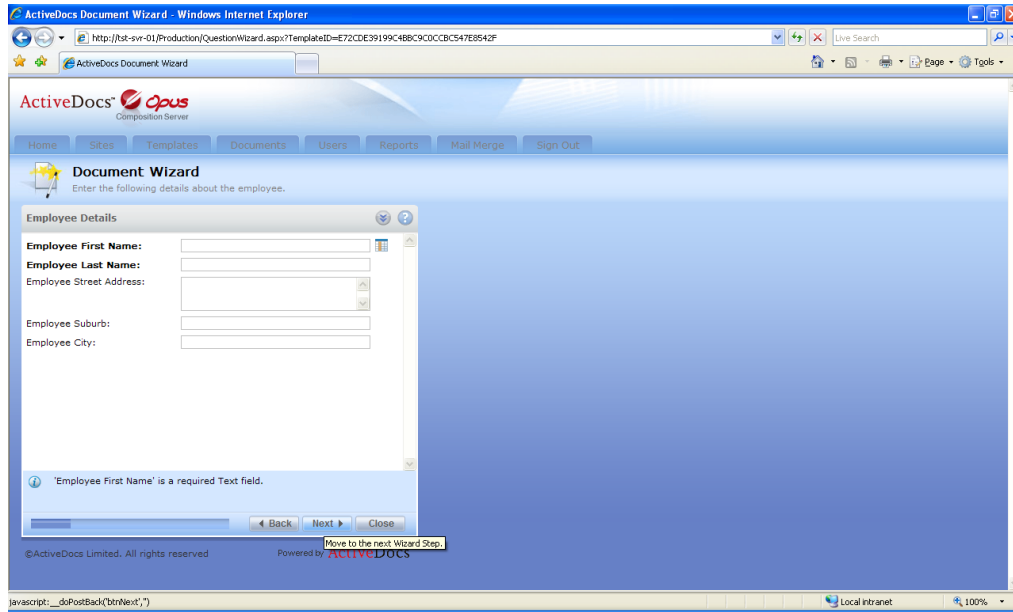 ActiveDocs Document Wizard - Windows Internet Explorer
http://tst-svr-01/Production/QuestionWizard.aspx?TemplateID=E72CDE39199C4BBC9C0CCBC547E8542F
Live Search
ActiveDocs Document Wizard
Page
Tools
ActiveDocs™ Opus
Composition Server
Home Sites Templates Documents Users Reports Mail Merge Sign Out
Document Wizard
Enter the following details about the employee.
Employee Details
Employee First Name:
Employee Last Name:
Employee Street Address:
Employee Suburb:
Employee City:
'Employee First Name' is a required Text field.
Back Next Close
Move to the next Wizard Step.
©ActiveDocs Limited. All rights reserved
Powered by ActiveDocs
javascript:__doPostBack('btnNext','')
Local intranet
100%